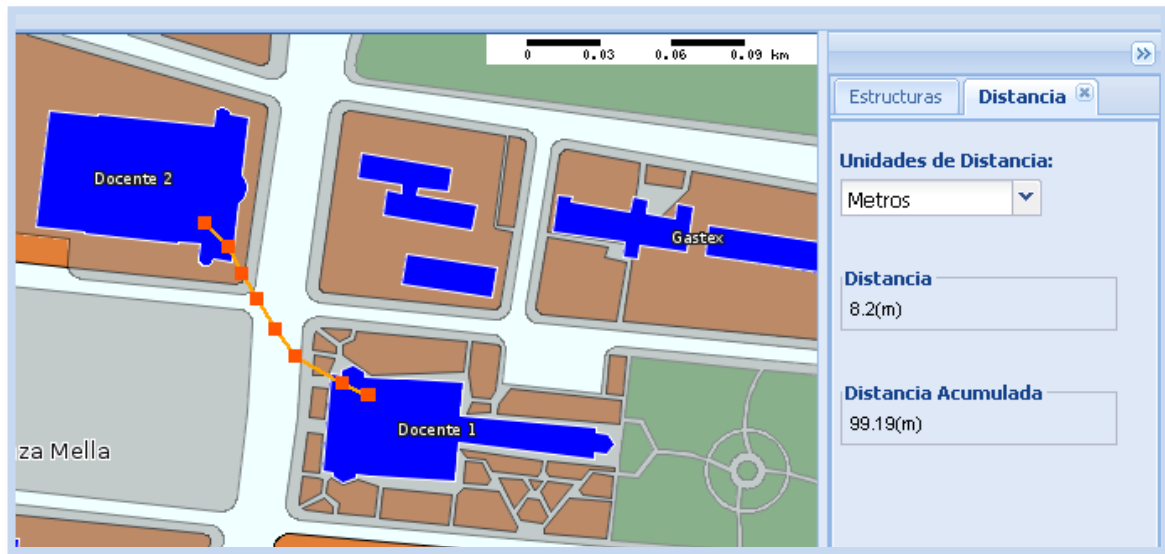 0 0.03 0.06 0.09 km
Docente 2
Gastex
Docente 1
za Mella
Estructuras Distancia
Unidades de Distancia:
Metros
Distancia
8.2(m)
Distancia Acumulada
99.19(m)